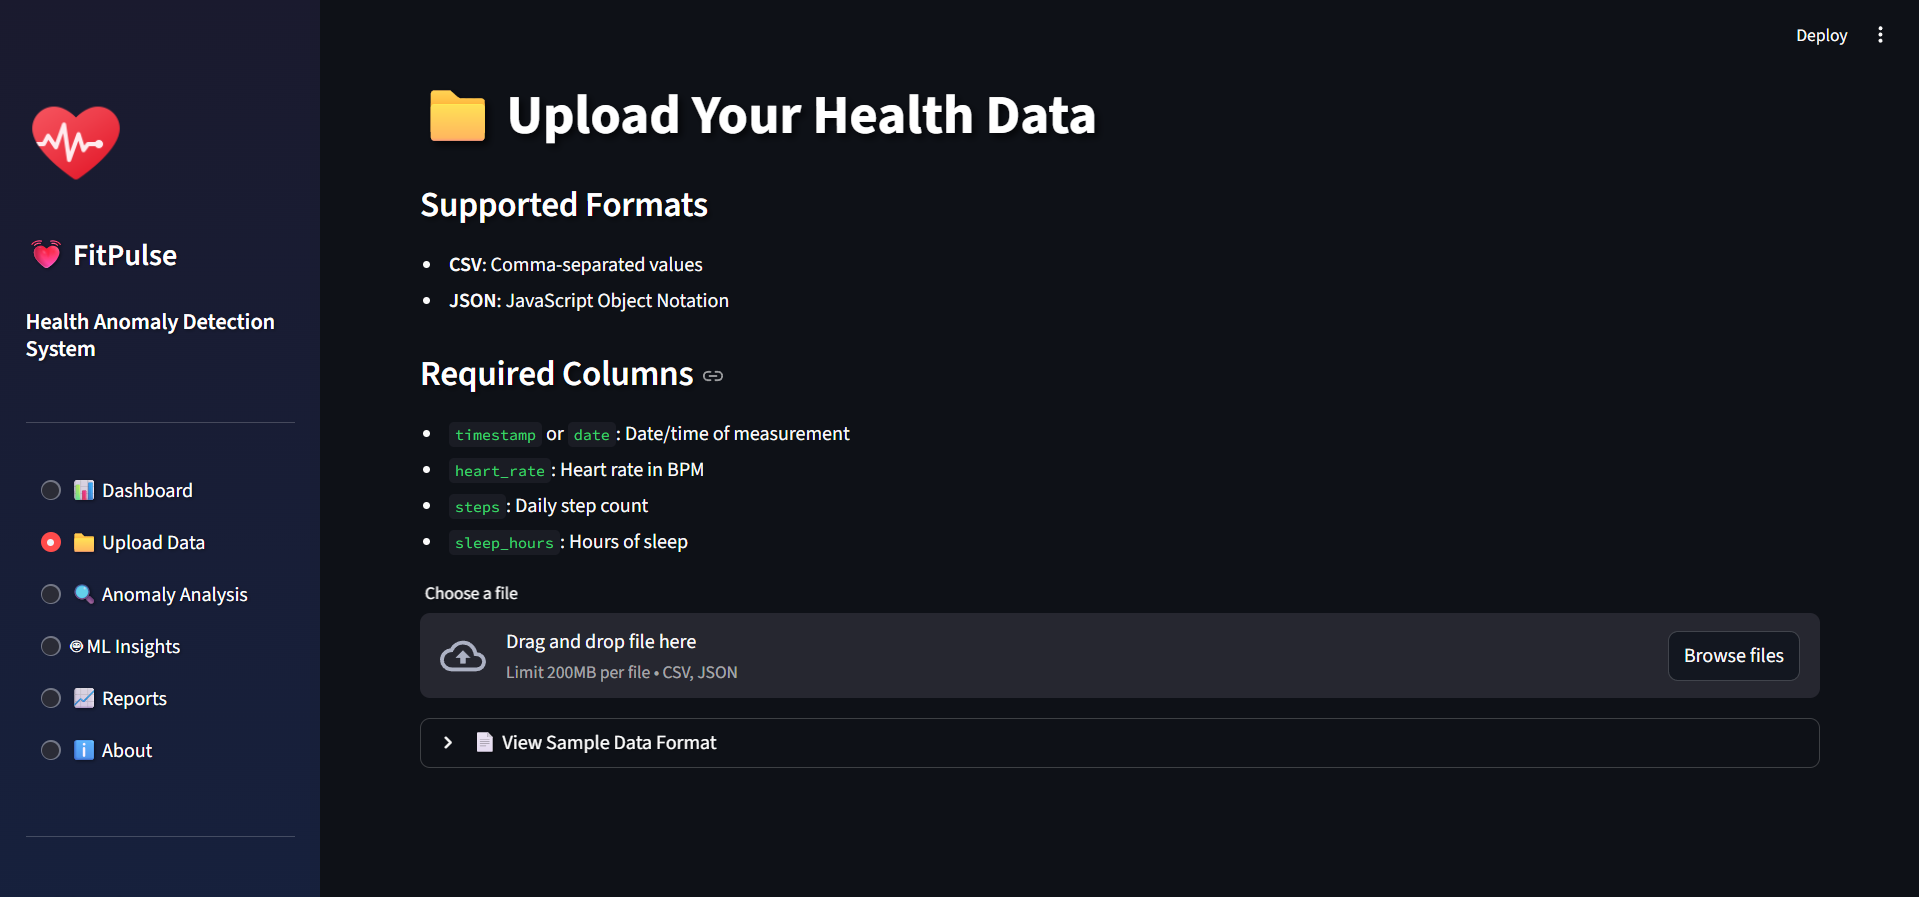 Deploy
FitPulse
Health Anomaly Detection
System
Dashboard
Upload Data
Anomaly Analysis
ML Insights
Reports
About
Upload Your Health Data
Supported Formats
CSV: Comma-separated values
JSON: JavaScript Object Notation
Required Columns
timestamp or date : Date/time of measurement
heart_rate : Heart rate in BPM
steps : Daily step count
sleep_hours : Hours of sleep
Choose a file
Drag and drop file here
Limit 200MB per file • CSV, JSON
Browse files
View Sample Data Format